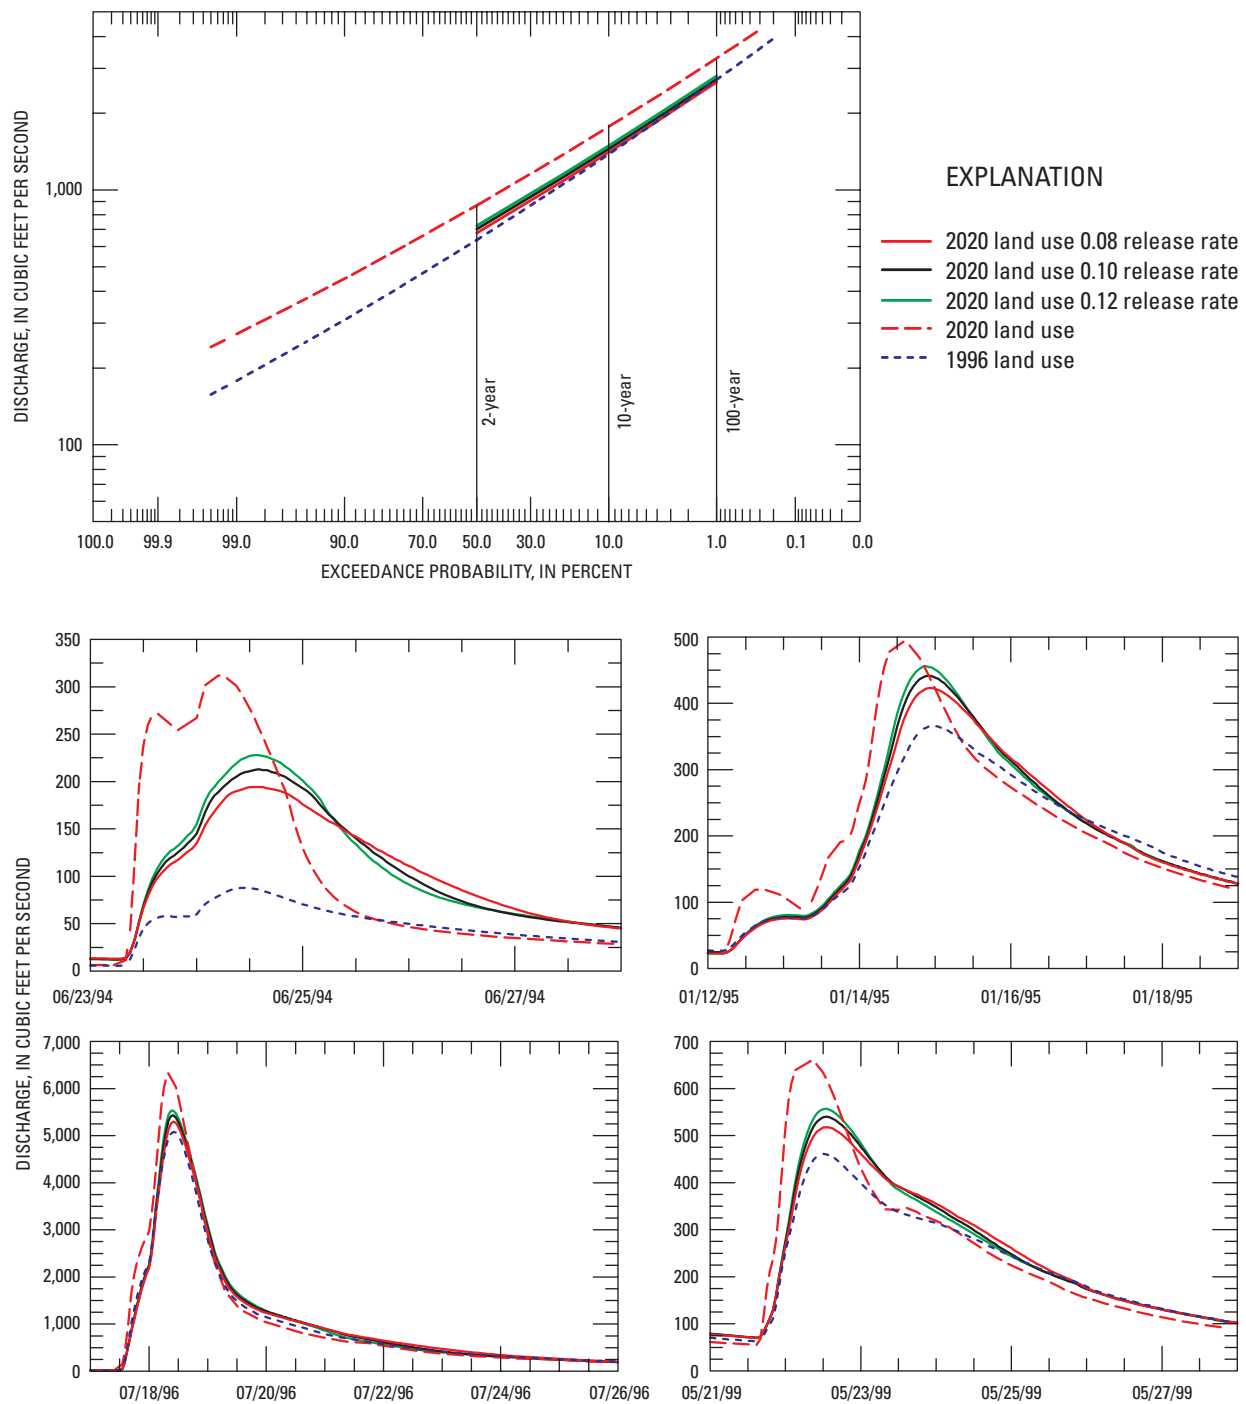 DISCHARGE, IN CUBIC FEET PER SECOND
1,000
100
2-year
10-year
100-year
100.0 99.9 99.0 90.0 70.0 50.0 30.0 10.0 1.0 0.1 0.0
EXCEEDANCE PROBABILITY, IN PERCENT
EXPLANATION
2020 land use 0.08 release rate
2020 land use 0.10 release rate
2020 land use 0.12 release rate
2020 land use
1996 land use
DISCHARGE, IN CUBIC FEET PER SECOND
350
300
250
200
150
100
50
0
06/23/94 06/25/94 06/27/94
500
400
300
200
100
0
01/12/95 01/14/95 01/16/95 01/18/95
7,000
6,000
5,000
4,000
3,000
2,000
1,000
0
07/18/96 07/20/96 07/22/96 07/24/96 07/26/96
700
600
500
400
300
200
100
0
05/21/99 05/23/99 05/25/99 05/27/99